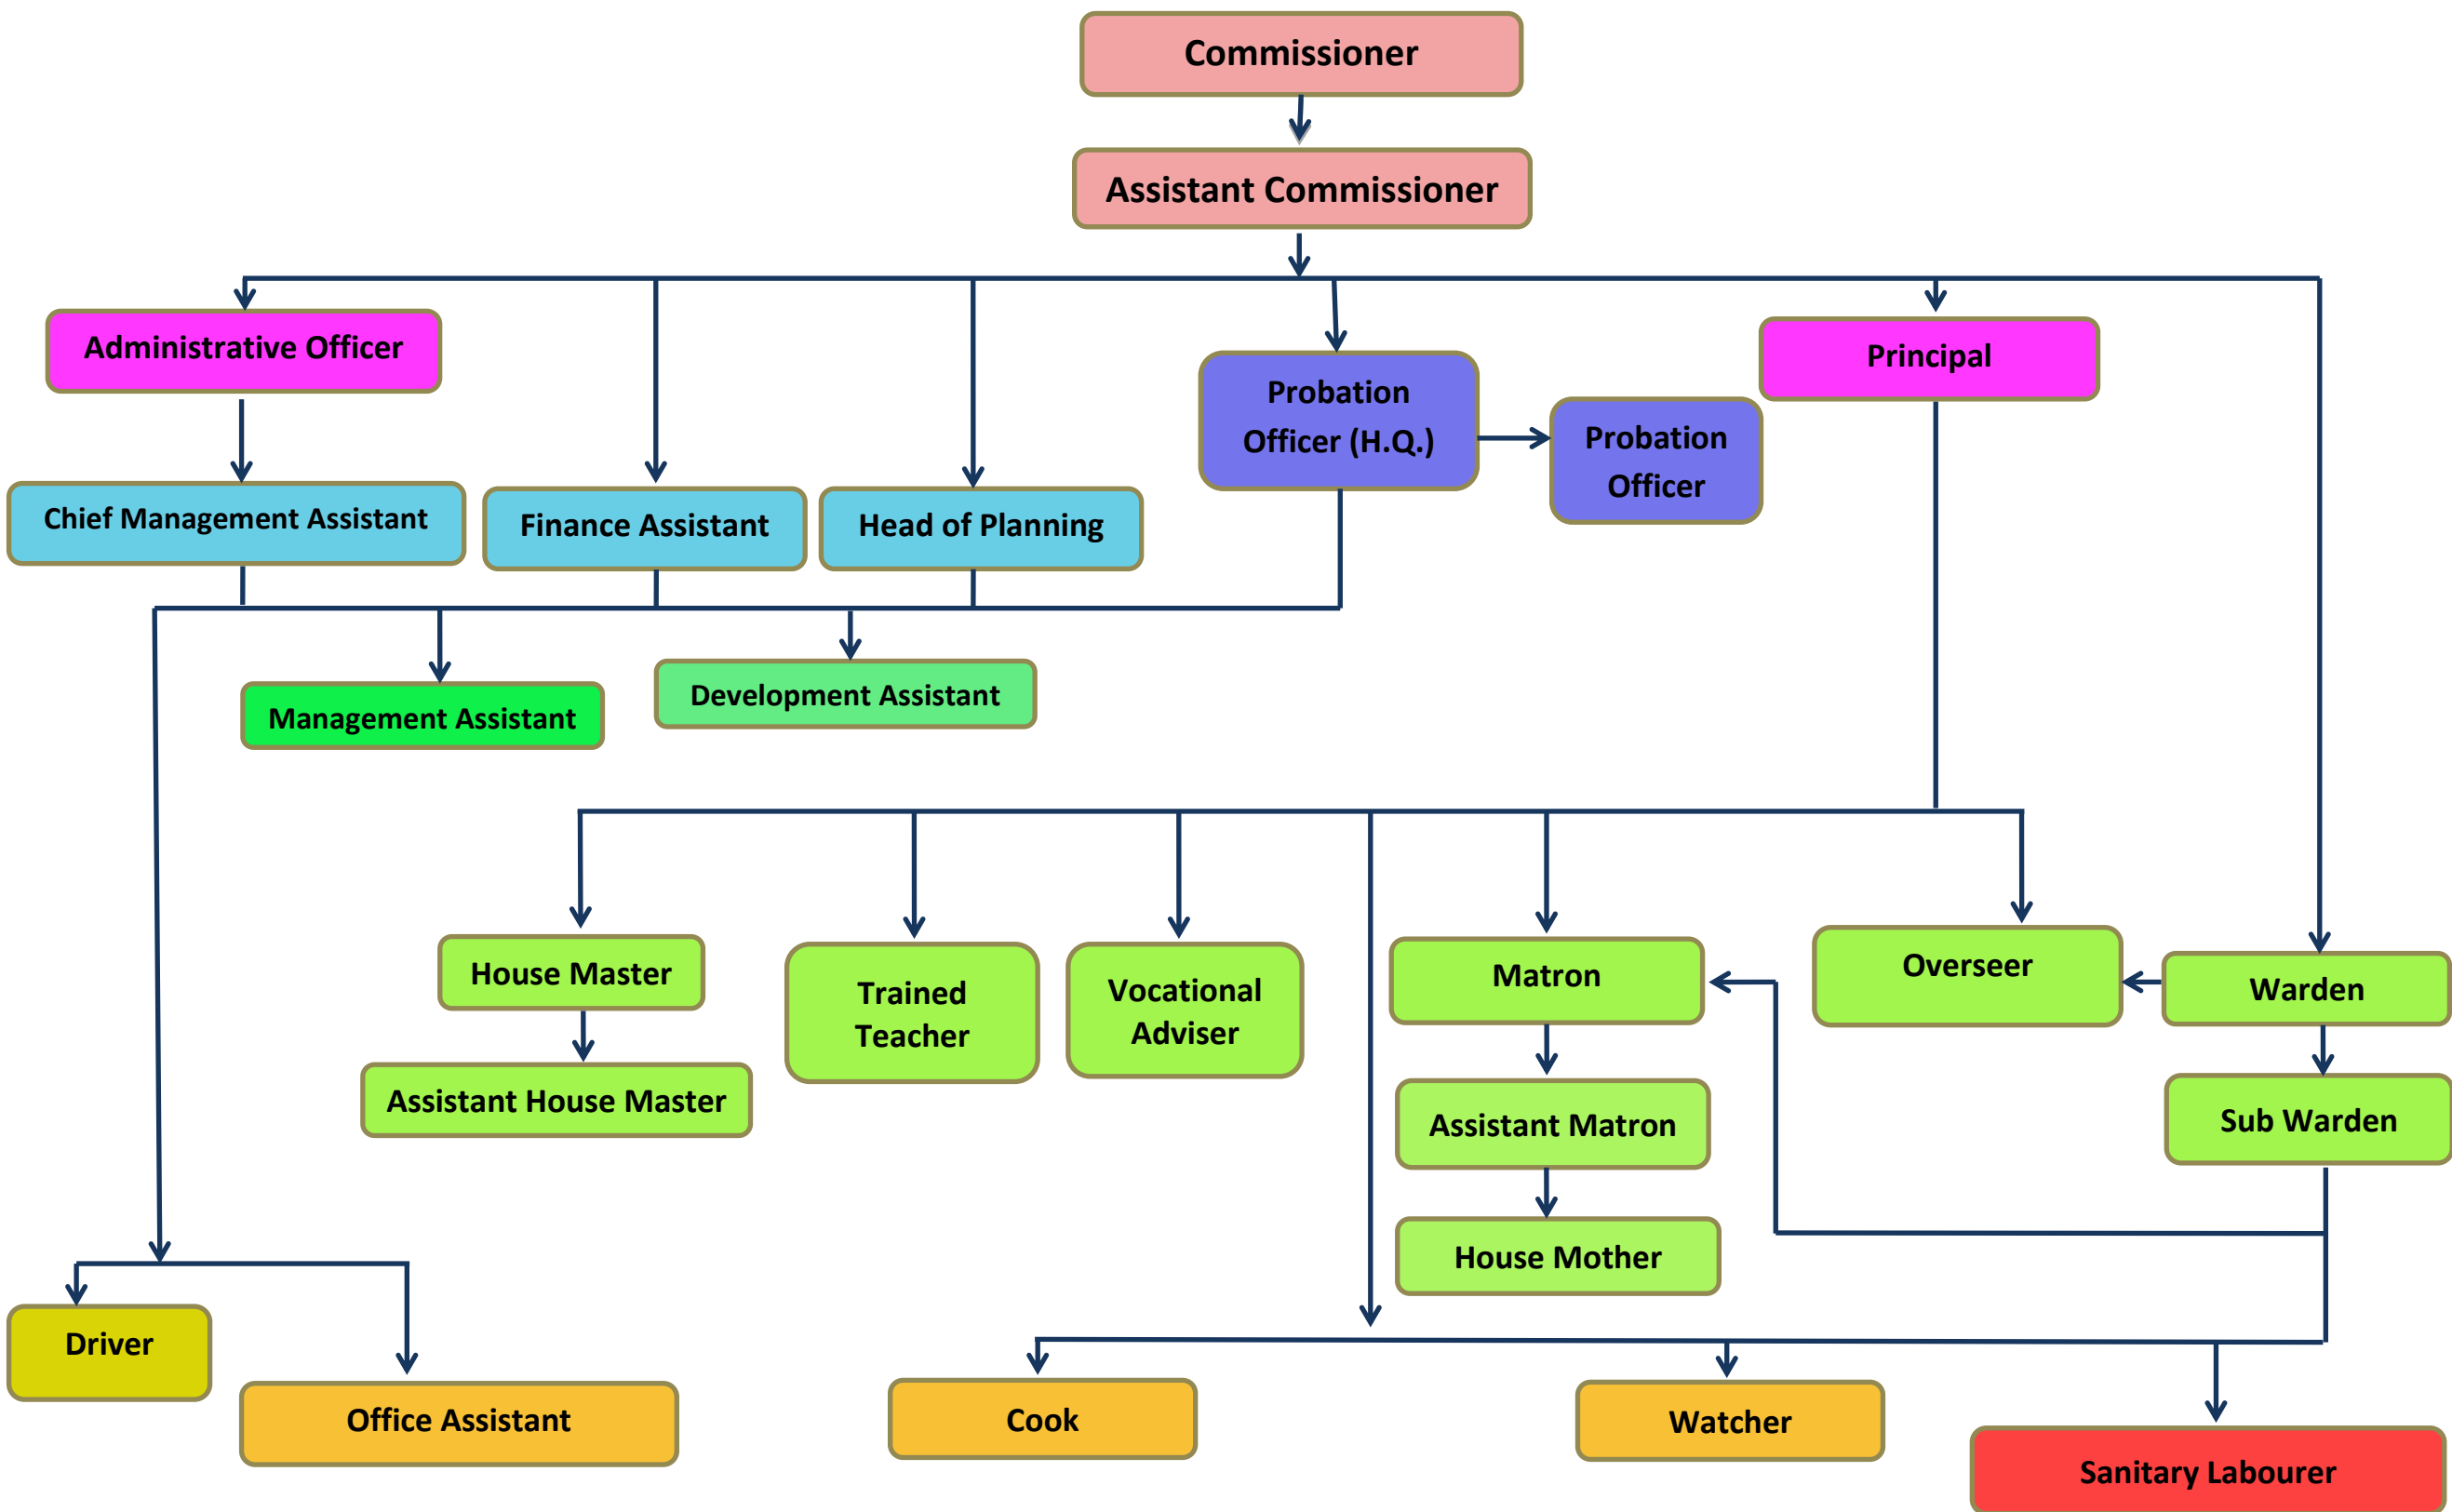 Commissioner
Assistant Commissioner
Administrative Officer
Principal
Probation
Officer (H.Q.)
Probation
Officer
Chief Management Assistant
Finance Assistant
Head of Planning
Development Assistant
Management Assistant
House Master
Trained
Teacher
Vocational
Adviser
Matron
Overseer
Warden
Assistant House Master
Assistant Matron
Sub Warden
House Mother
Driver
Office Assistant
Cook
Watcher
Sanitary Labourer